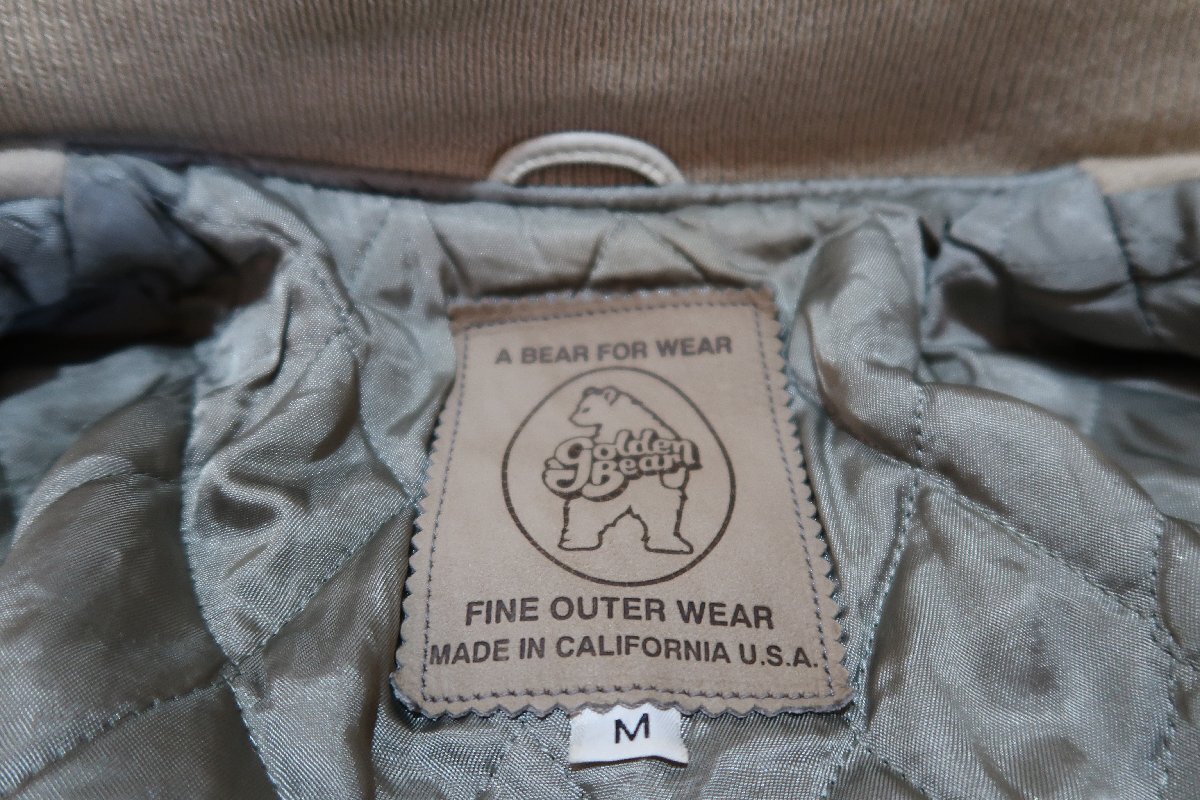 A BEAR FOR WEAR
Golden
Bear
FINE OUTER WEAR
MADE IN CALIFORNIA U.S.A.
M